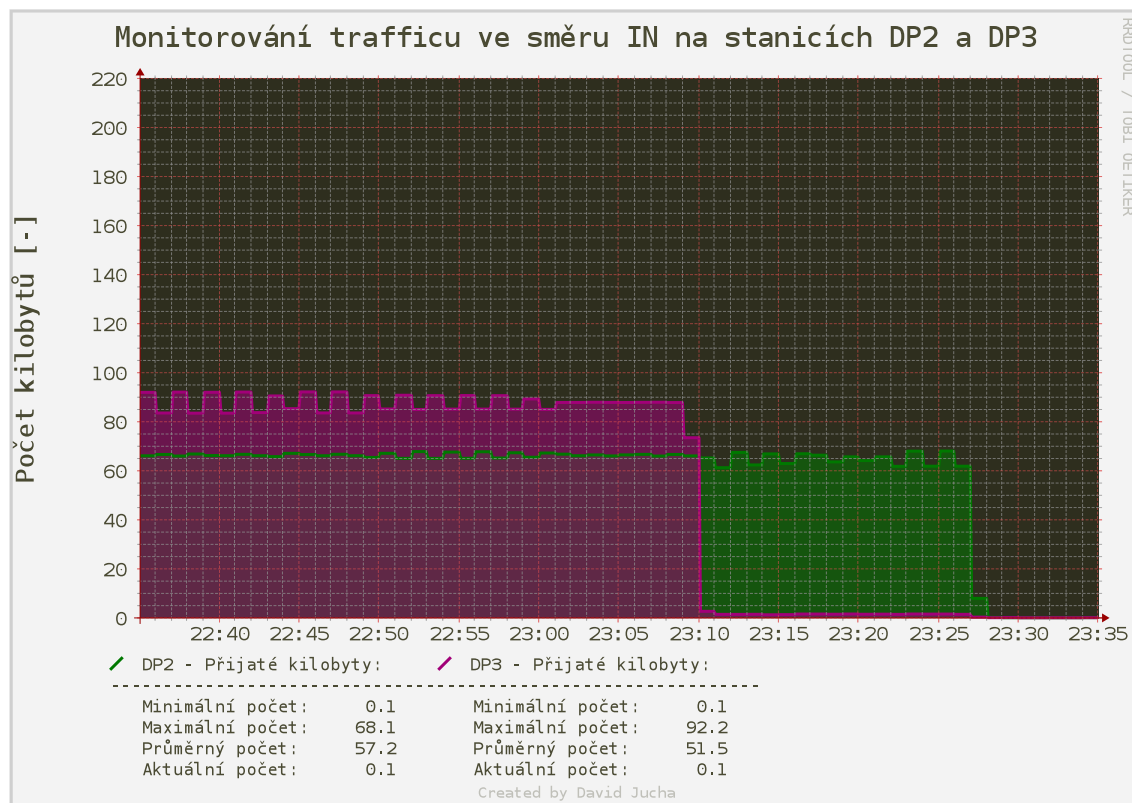 Monitorování trafficu ve směru IN na stanicích DP2 a DP3
RRDTOOL / TOBI OETIKER
Počet kilobytů [-]
220
200
180
160
140
120
100
80
60
40
20
0
22:40 22:45 22:50 22:55 23:00 23:05 23:10 23:15 23:20 23:25 23:30 23:35
DP2 - Přijaté kilobyty: DP3 - Přijaté kilobyty:
Minimální počet: 0.1 Minimální počet: 0.1
Maximální počet: 68.1 Maximální počet: 92.2
Průměrný počet: 57.2 Průměrný počet: 51.5
Aktuální počet: 0.1 Aktuální počet: 0.1
Created by David Jucha